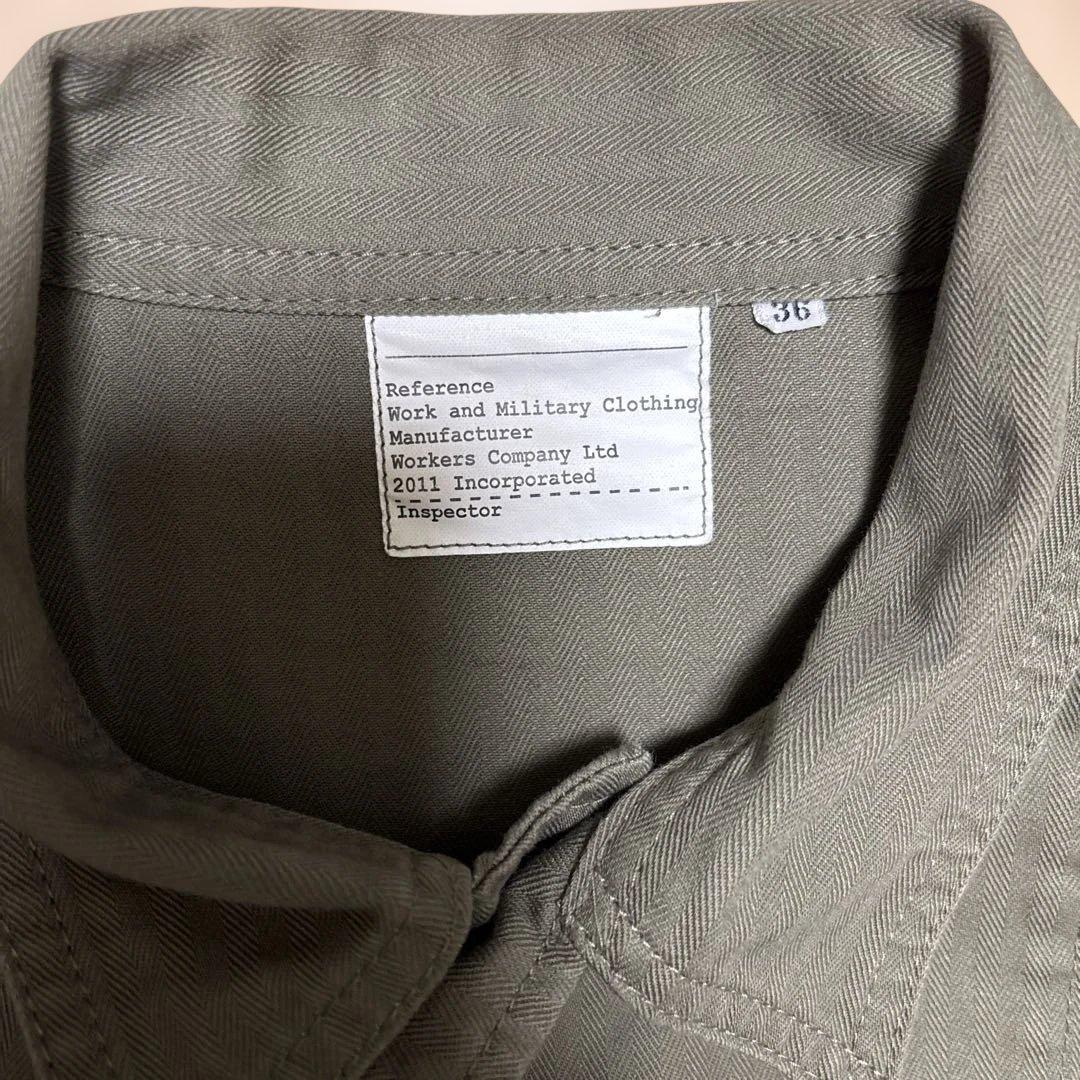 36
Reference
Work and Military Clothing
Manufacturer
Workers Company Ltd
2011 Incorporated
Inspector